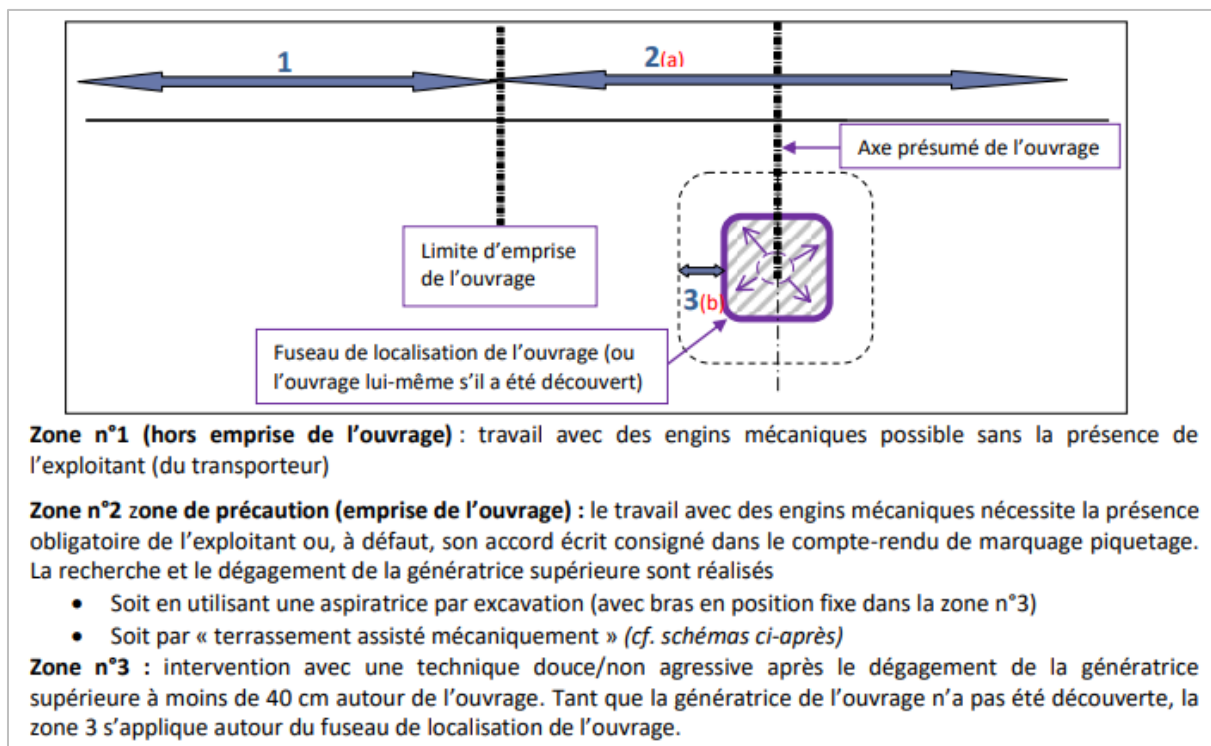 1
2(a)
Axe présumé de l’ouvrage
Limite d’emprise
de l’ouvrage
3(b)
Fuseau de localisation de l’ouvrage (ou
l’ouvrage lui-même s’il a été découvert)
Zone n°1 (hors emprise de l’ouvrage) : travail avec des engins mécaniques possible sans la présence de
l’exploitant (du transporteur)
Zone n°2 zone de précaution (emprise de l’ouvrage) : le travail avec des engins mécaniques nécessite la présence
obligatoire de l’exploitant ou, à défaut, son accord écrit consigné dans le compte-rendu de marquage piquetage.
La recherche et le dégagement de la génératrice supérieure sont réalisés
• Soit en utilisant une aspiratrice par excavation (avec bras en position fixe dans la zone n°3)
• Soit par « terrassement assisté mécaniquement » (cf. schémas ci-après)
Zone n°3 : intervention avec une technique douce/non agressive après le dégagement de la génératrice
supérieure à moins de 40 cm autour de l’ouvrage. Tant que la génératrice de l’ouvrage n’a pas été découverte, la
zone 3 s’applique autour du fuseau de localisation de l’ouvrage.